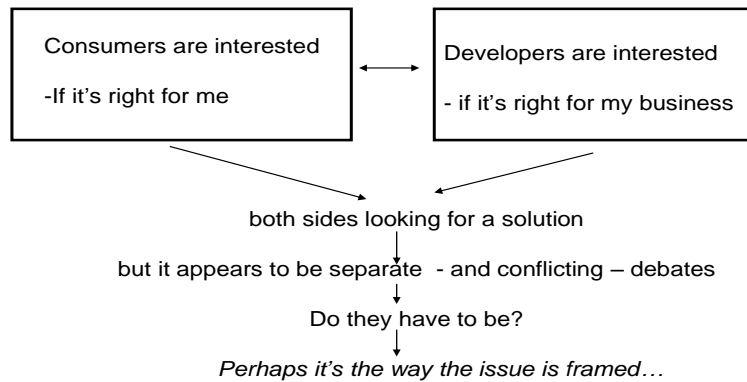 Consumers are interested
-If it's right for me
Developers are interested
- if it's right for my business
both sides looking for a solution
but it appears to be separate - and conflicting – debates
Do they have to be?
Perhaps it's the way the issue is framed…